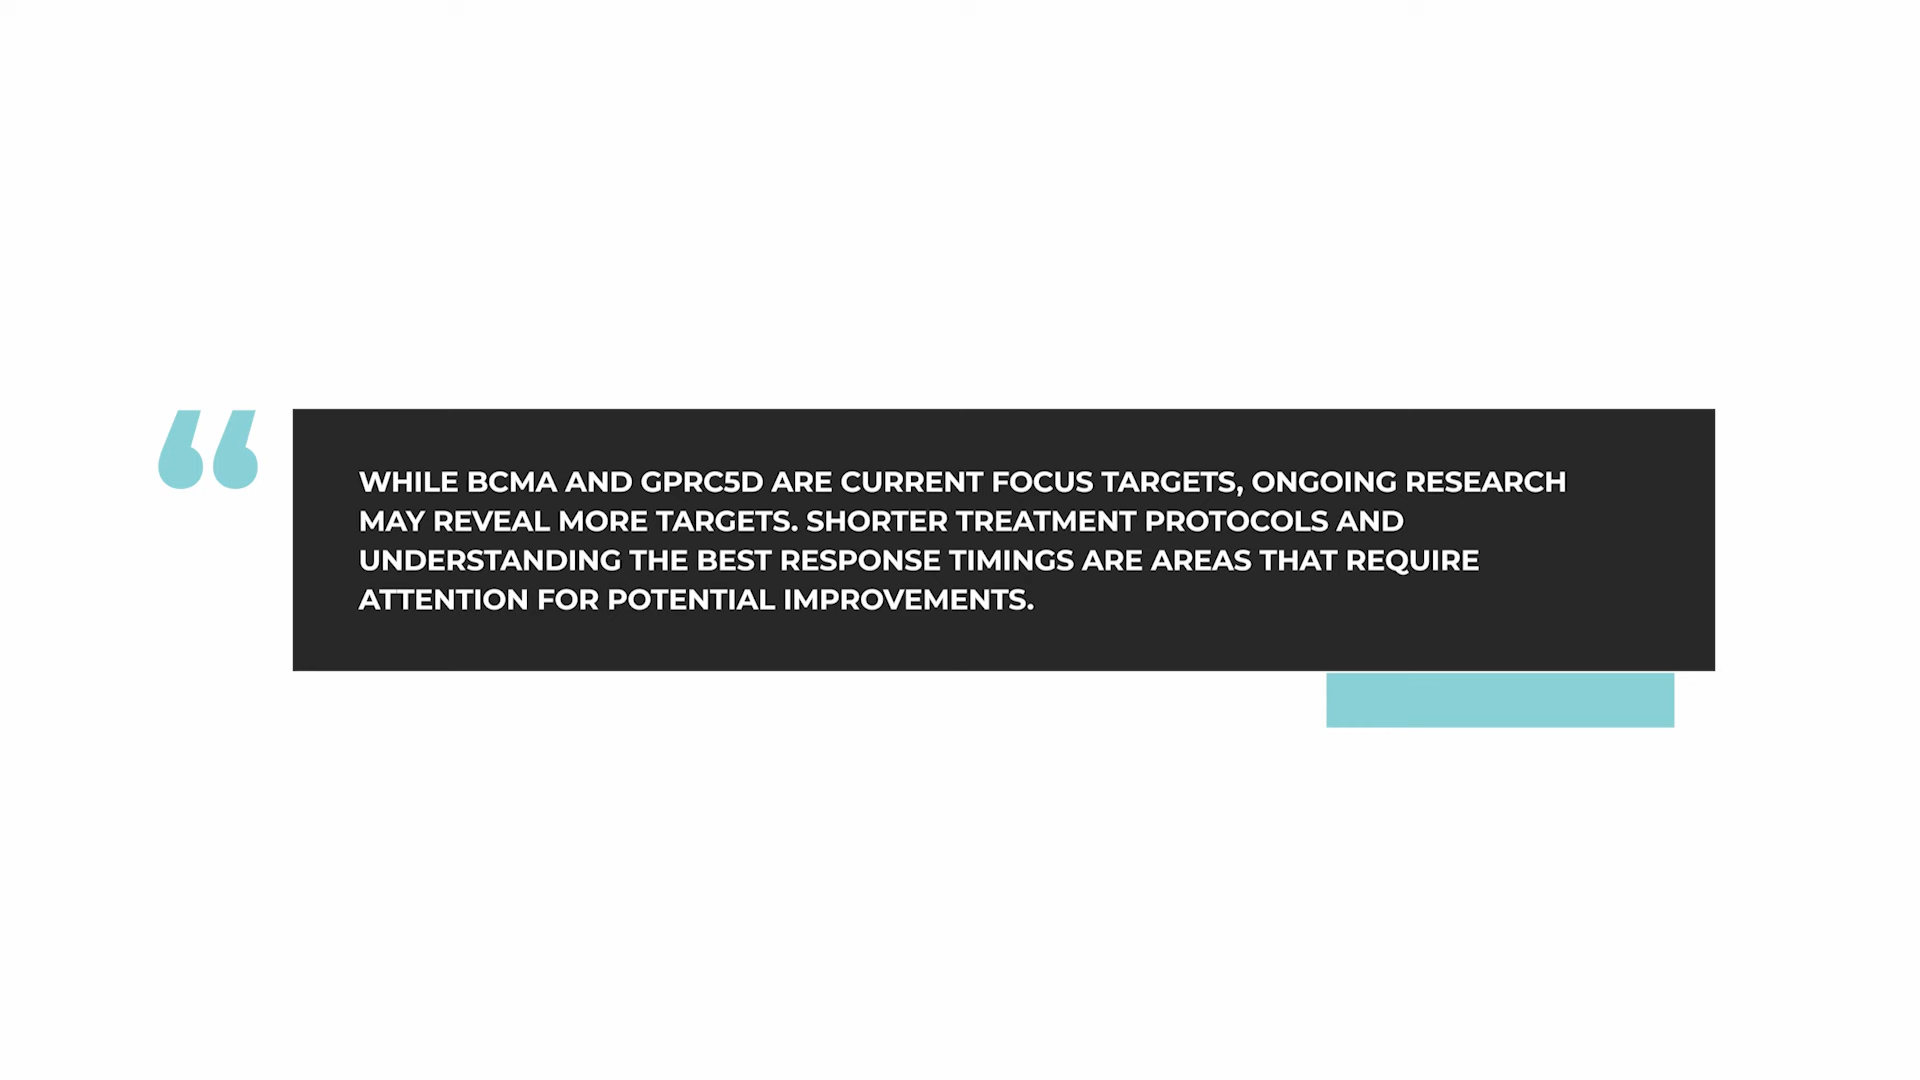 “
WHILE BCMA AND GPRC5D ARE CURRENT FOCUS TARGETS, ONGOING RESEARCH
MAY REVEAL MORE TARGETS. SHORTER TREATMENT PROTOCOLS AND
UNDERSTANDING THE BEST RESPONSE TIMINGS ARE AREAS THAT REQUIRE
ATTENTION FOR POTENTIAL IMPROVEMENTS.